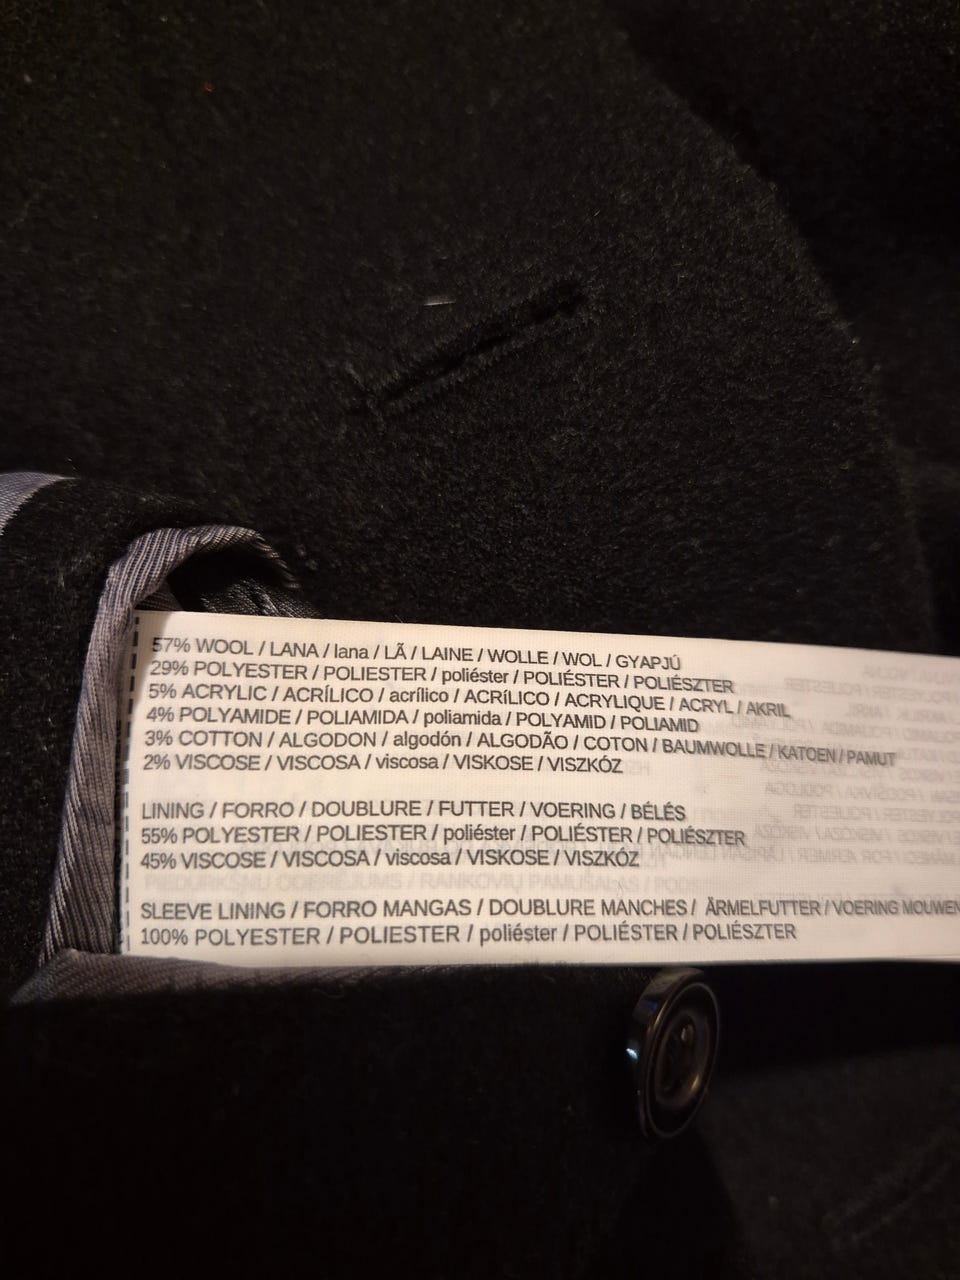 57% WOOL / LANA / lana / LÃ / LAINE / WOLLE / WOL / GYAPJÚ
29% POLYESTER / POLIESTER / poliéster / POLIÉSTER / POLIÉSZTER
5% ACRYLIC / ACRÍLICO / acrílico / ACRÍLICO / ACRYLIQUE / ACRYL / AKRIL
4% POLYAMIDE / POLIAMIDA / poliamida / POLYAMID / POLIAMID
3% COTTON / ALGODON / algodón / ALGODÃO / COTON / BAUMWOLLE / KATOEN / PAMUT
2% VISCOSE / VISCOSA / viscosa / VISKOSE / VISZKÓZ
LINING / FORRO / DOUBLURE / FUTTER / VOERING / BÉLÉS
55% POLYESTER / POLIESTER / poliéster / POLIÉSTER / POLIÉSZTER
45% VISCOSE / VISCOSA / viscosa / VISKOSE / VISZKÓZ
SLEEVE LINING / FORRO MANGAS / DOUBLURE MANCHES / ÄRMELFUTTER / VOERING MOUWEN
100% POLYESTER / POLIESTER / poliéster / POLIÉSTER / POLIÉSZTER